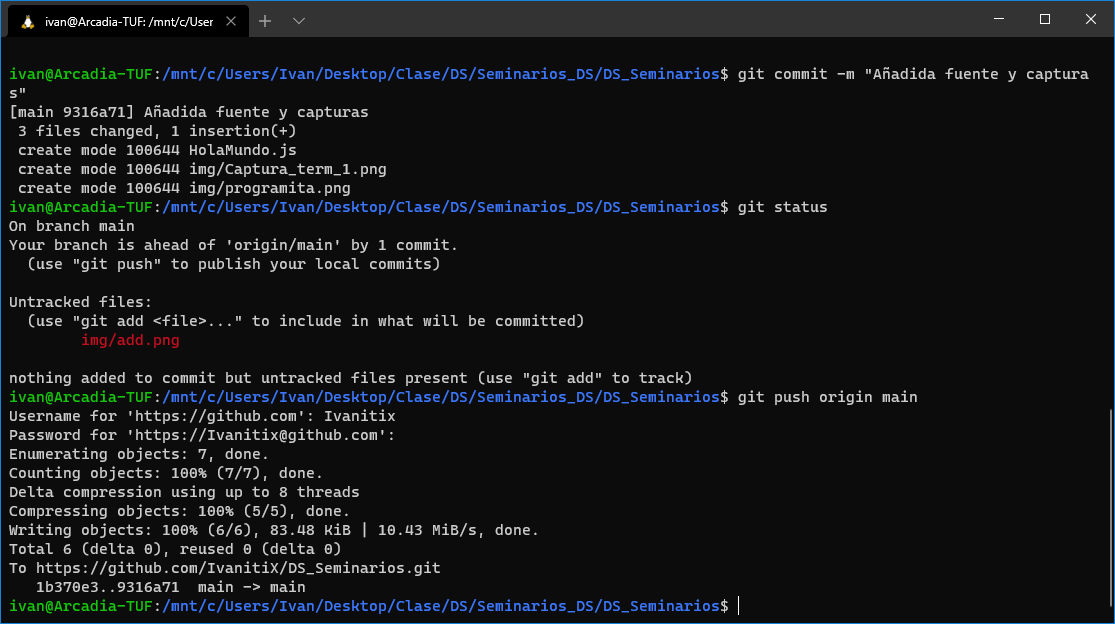 ivan@Arcadia-TUF: /mnt/c/User
ivan@Arcadia-TUF:/mnt/c/Users/Ivan/Desktop/Clase/DS/Seminarios_DS/DS_Seminarios$ git commit -m "Añadida fuente y captura
s"
[main 9316a71] Añadida fuente y capturas
 3 files changed, 1 insertion(+)
 create mode 100644 HolaMundo.js
 create mode 100644 img/Captura_term_1.png
 create mode 100644 img/programita.png
ivan@Arcadia-TUF:/mnt/c/Users/Ivan/Desktop/Clase/DS/Seminarios_DS/DS_Seminarios$ git status
On branch main
Your branch is ahead of 'origin/main' by 1 commit.
  (use "git push" to publish your local commits)
Untracked files:
  (use "git add <file>..." to include in what will be committed)
        img/add.png
nothing added to commit but untracked files present (use "git add" to track)
ivan@Arcadia-TUF:/mnt/c/Users/Ivan/Desktop/Clase/DS/Seminarios_DS/DS_Seminarios$ git push origin main
Username for 'https://github.com': Ivanitix
Password for 'https://Ivanitix@github.com':
Enumerating objects: 7, done.
Counting objects: 100% (7/7), done.
Delta compression using up to 8 threads
Compressing objects: 100% (5/5), done.
Writing objects: 100% (6/6), 83.48 KiB | 10.43 MiB/s, done.
Total 6 (delta 0), reused 0 (delta 0)
To https://github.com/IvanitiX/DS_Seminarios.git
   1b370e3..9316a71  main -> main
ivan@Arcadia-TUF:/mnt/c/Users/Ivan/Desktop/Clase/DS/Seminarios_DS/DS_Seminarios$